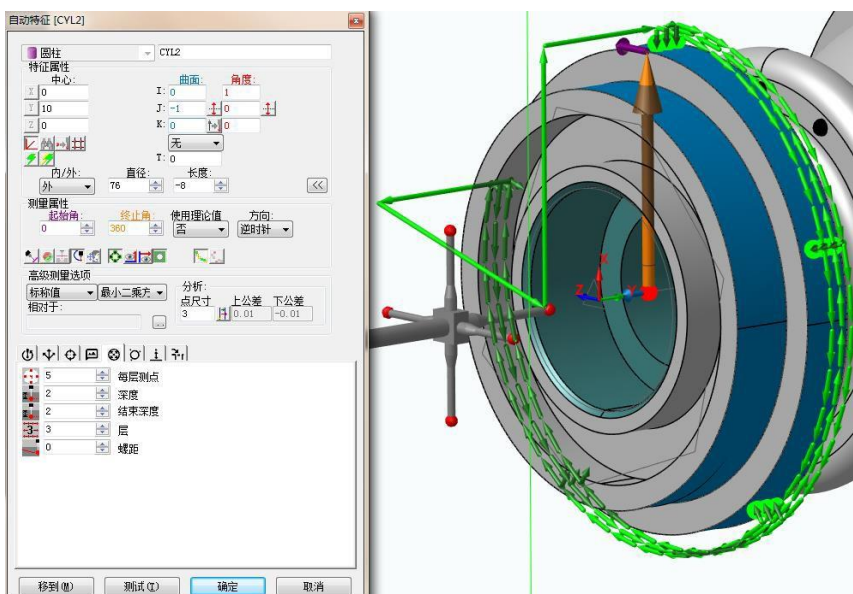 自动特征 [CYL2]
圆柱 CYL2
特征属性
中心: 曲面: 角度:
X 0 I: 0 1
Y 10 J: -1 0
Z 0 K: 0 0
无
T: 0
内/外: 直径: 长度:
外 76 -8 <<
测量属性
起始角: 终止角: 使用理论值 方向:
0 360 否 逆时针
高级测量选项
标称值 最小二乘方 分析:
相对于: 点尺寸 上公差 下公差
3 0.01 -0.01
5 每层测点
2 深度
2 结束深度
3 层
0 螺距
移到(M) 测试(T) 确定 取消
X
Z Y